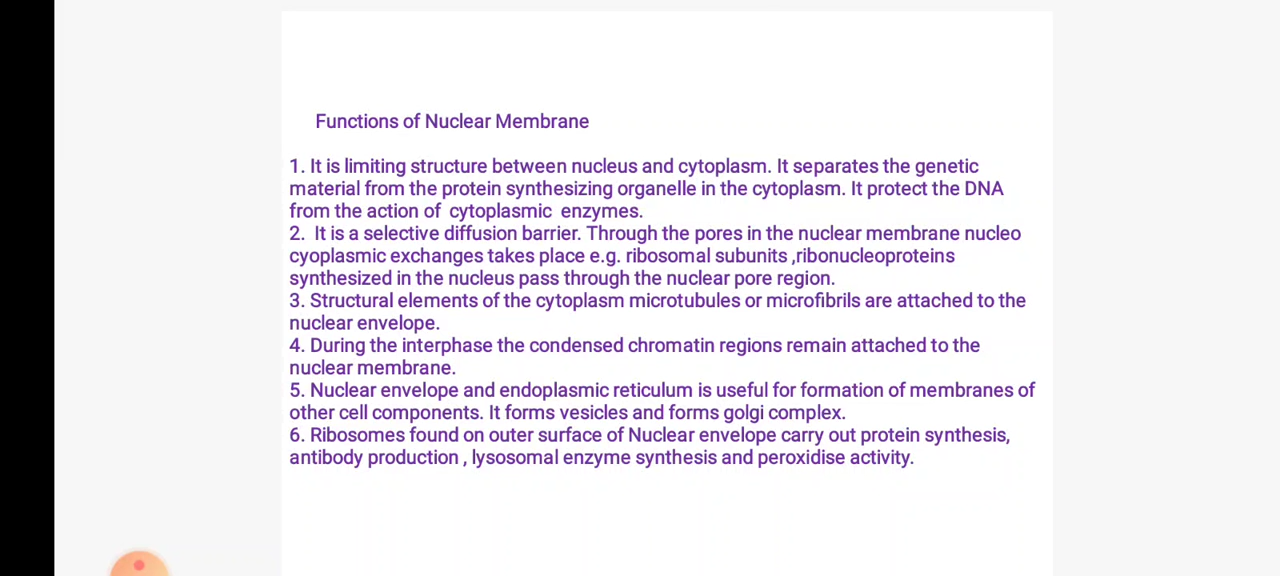 Functions of Nuclear Membrane
1. It is limiting structure between nucleus and cytoplasm. It separates the genetic
material from the protein synthesizing organelle in the cytoplasm. It protect the DNA
from the action of cytoplasmic enzymes.
2. It is a selective diffusion barrier. Through the pores in the nuclear membrane nucleo
cyoplasmic exchanges takes place e.g. ribosomal subunits ,ribonucleoproteins
synthesized in the nucleus pass through the nuclear pore region.
3. Structural elements of the cytoplasm microtubules or microfibrils are attached to the
nuclear envelope.
4. During the interphase the condensed chromatin regions remain attached to the
nuclear membrane.
5. Nuclear envelope and endoplasmic reticulum is useful for formation of membranes of
other cell components. It forms vesicles and forms golgi complex.
6. Ribosomes found on outer surface of Nuclear envelope carry out protein synthesis,
antibody production , lysosomal enzyme synthesis and peroxidise activity.